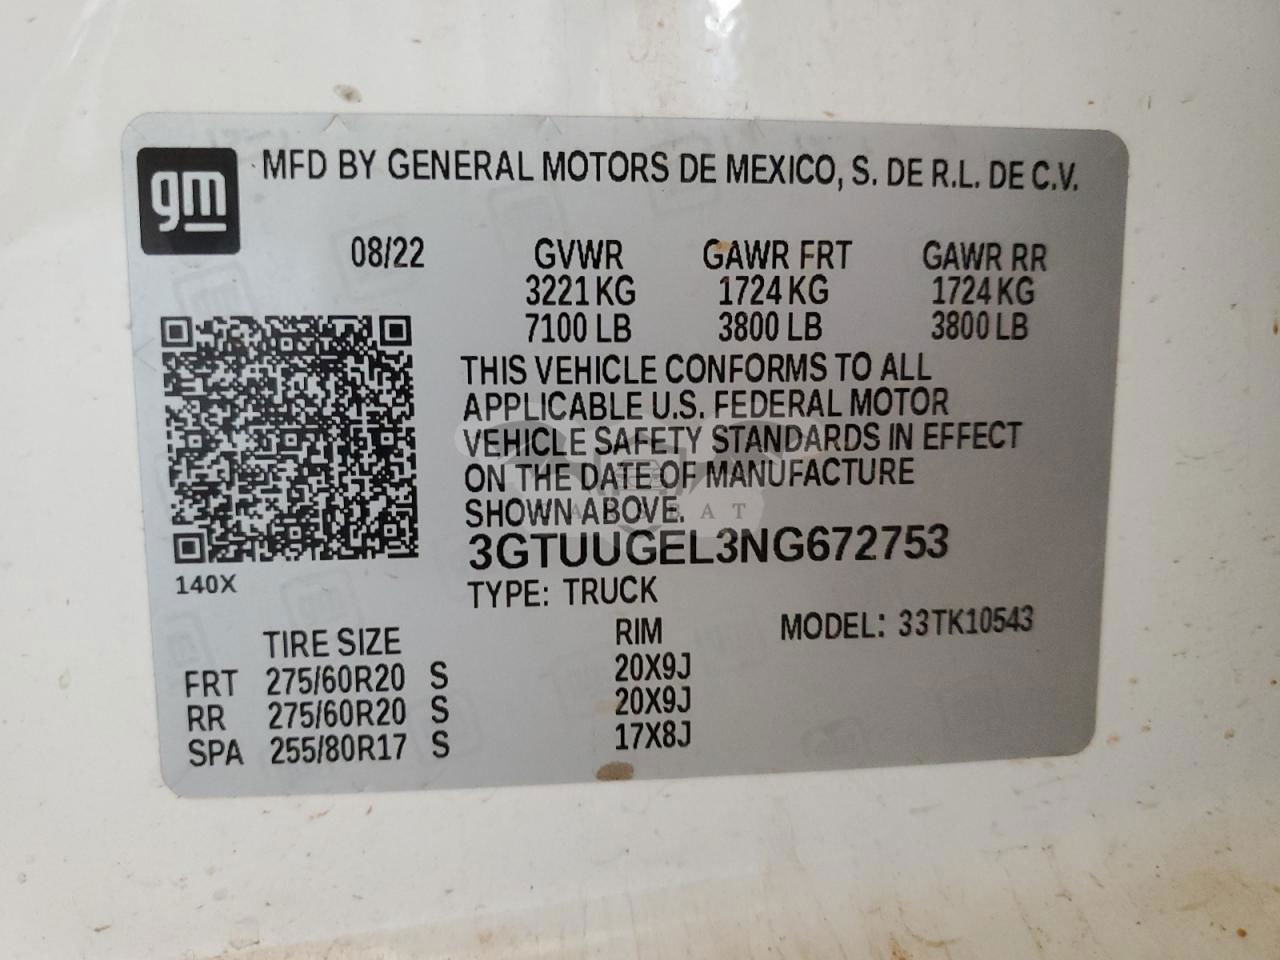 gm
MFD BY GENERAL MOTORS DE MEXICO, S. DE R.L. DE C.V.
08/22 GVWR GAWR FRT GAWR RR
3221 KG 1724 KG 1724 KG
7100 LB 3800 LB 3800 LB
THIS VEHICLE CONFORMS TO ALL
APPLICABLE U.S. FEDERAL MOTOR
VEHICLE SAFETY STANDARDS IN EFFECT
ON THE DATE OF MANUFACTURE
SHOWN ABOVE.
3GTUUGEL3NG672753
140X
TYPE: TRUCK
TIRE SIZE RIM MODEL: 33TK10543
FRT 275/60R20 S 20X9J
RR 275/60R20 S 20X9J
SPA 255/80R17 S 17X8J